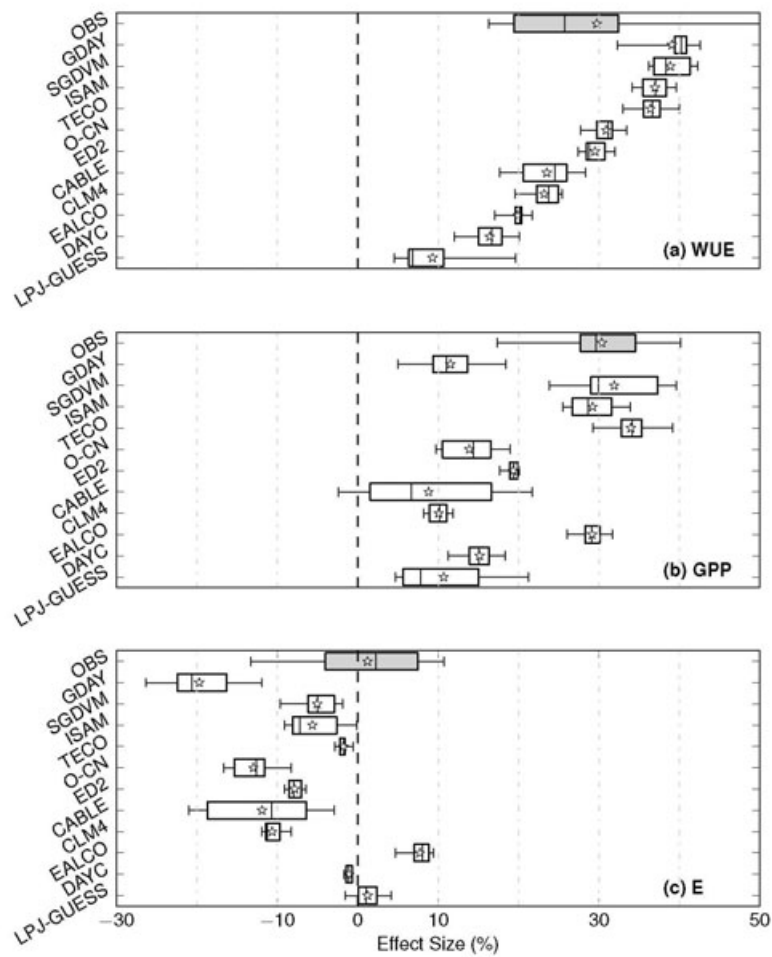 OBS
GDAY
SGDVM
ISAM
TECO
O-CN
ED2
CABLE
CLM4
EALCO
DAYC
LPJ-GUESS
(a) WUE
OBS
GDAY
SGDVM
ISAM
TECO
O-CN
ED2
CABLE
CLM4
EALCO
DAYC
LPJ-GUESS
(b) GPP
OBS
GDAY
SGDVM
ISAM
TECO
O-CN
ED2
CABLE
CLM4
EALCO
DAYC
LPJ-GUESS
(c) E
−30 −10 0 10 30 50
Effect Size (%)